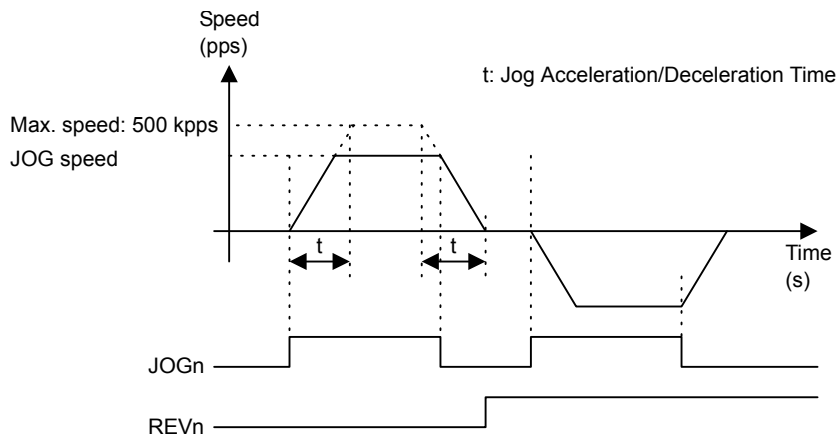 Speed
(pps)
t: Jog Acceleration/Deceleration Time
Max. speed: 500 kpps
JOG speed
t
t
Time
(s)
JOGn
REVn